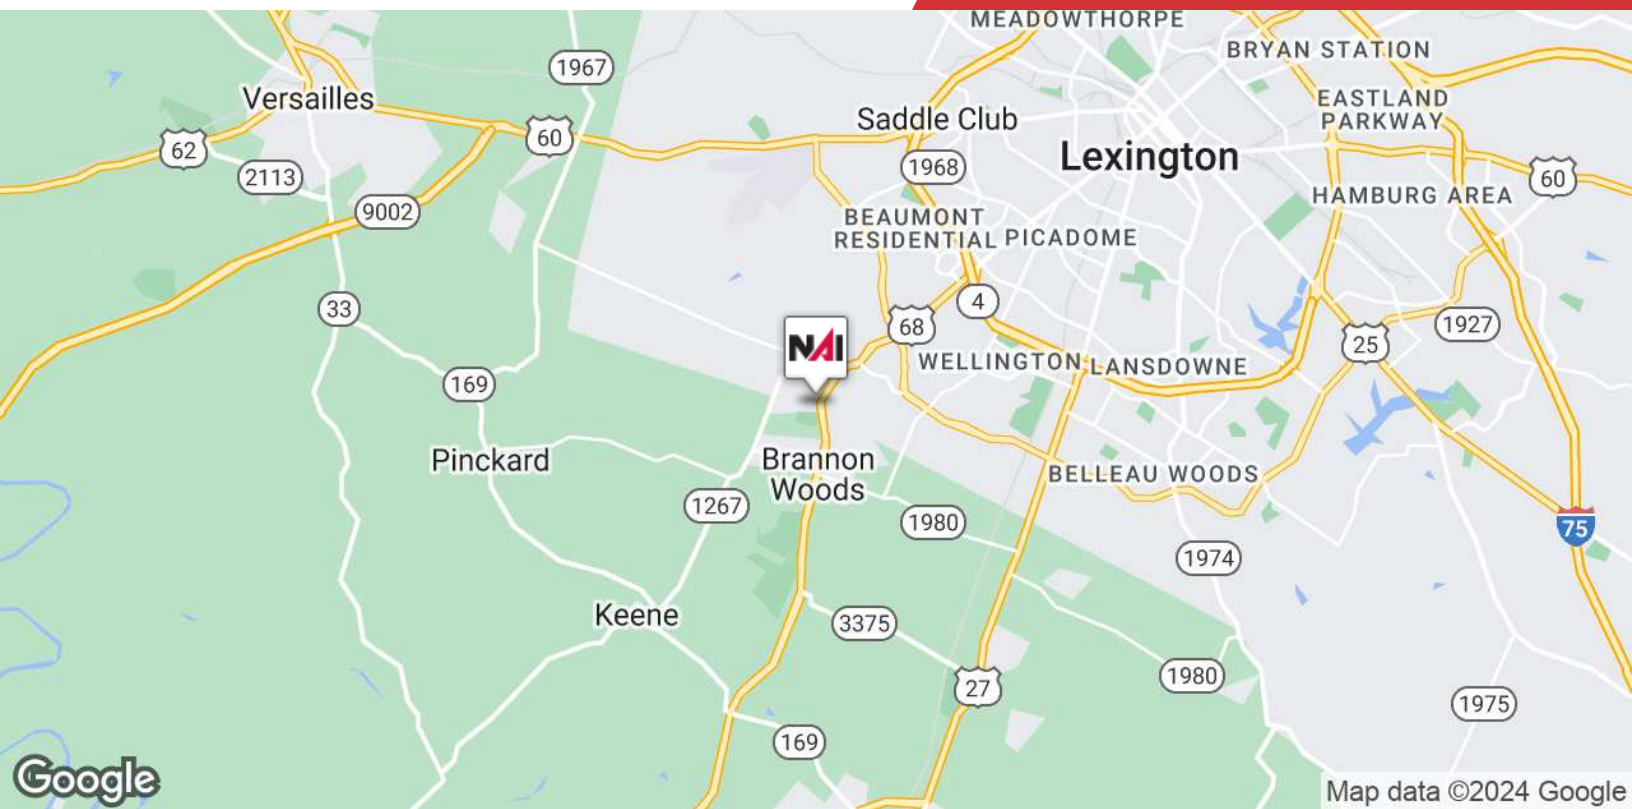 MEADOWTHORPE
BRYAN STATION
1967
Versailles
EASTLAND
PARKWAY
Saddle Club
60
62
Lexington
1968
2113
60
HAMBURG AREA
9002
BEAUMONT
RESIDENTIAL
PICADOME
33
4
68
1927
NAI
25
WELLINGTON
LANSDOWNE
169
Pinckard
Brannon
Woods
BELLEAU WOODS
1267
1980
75
1974
Keene
3375
1980
27
1975
169
Google
Map data ©2024 Google